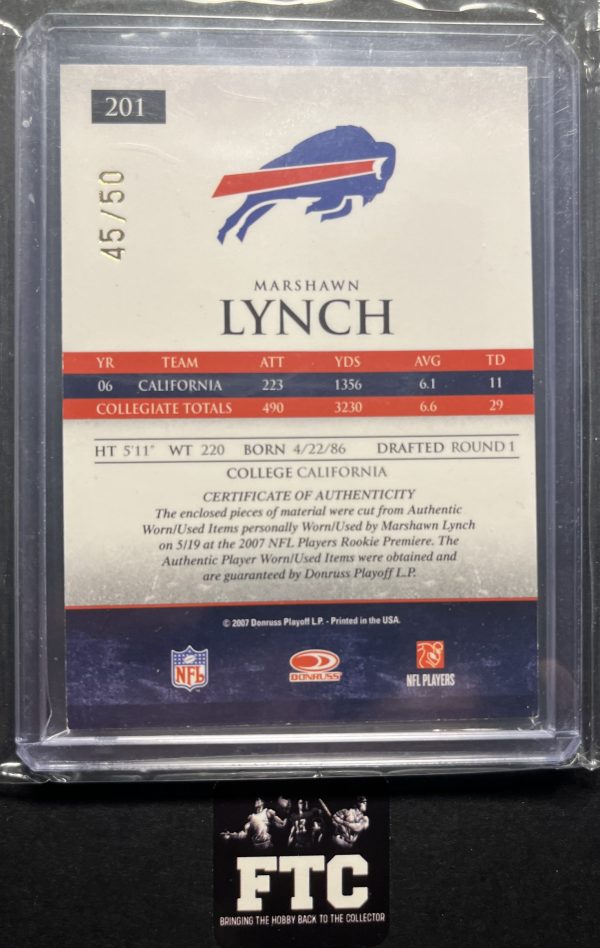 201
45/50
MARSHAWN
LYNCH
YR TEAM ATT YDS AVG TD
06 CALIFORNIA 223 1356 6.1 11
COLLEGIATE TOTALS 490 3230 6.6 29
HT 5'11" WT 220 BORN 4/22/86 DRAFTED ROUND 1
COLLEGE CALIFORNIA
CERTIFICATE OF AUTHENTICITY
The enclosed pieces of material were cut from Authentic
Worn/Used Items personally Worn/Used by Marshawn Lynch
on 5/19 at the 2007 NFL Players Rookie Premiere. The
Authentic Player Worn/Used Items were obtained and
are guaranteed by Donruss Playoff L.P.
© 2007 Donruss Playoff L.P. - Printed in the USA.
NFL DONRUSS NFL PLAYERS
13
FTC
BRINGING THE HOBBY BACK TO THE COLLECTOR